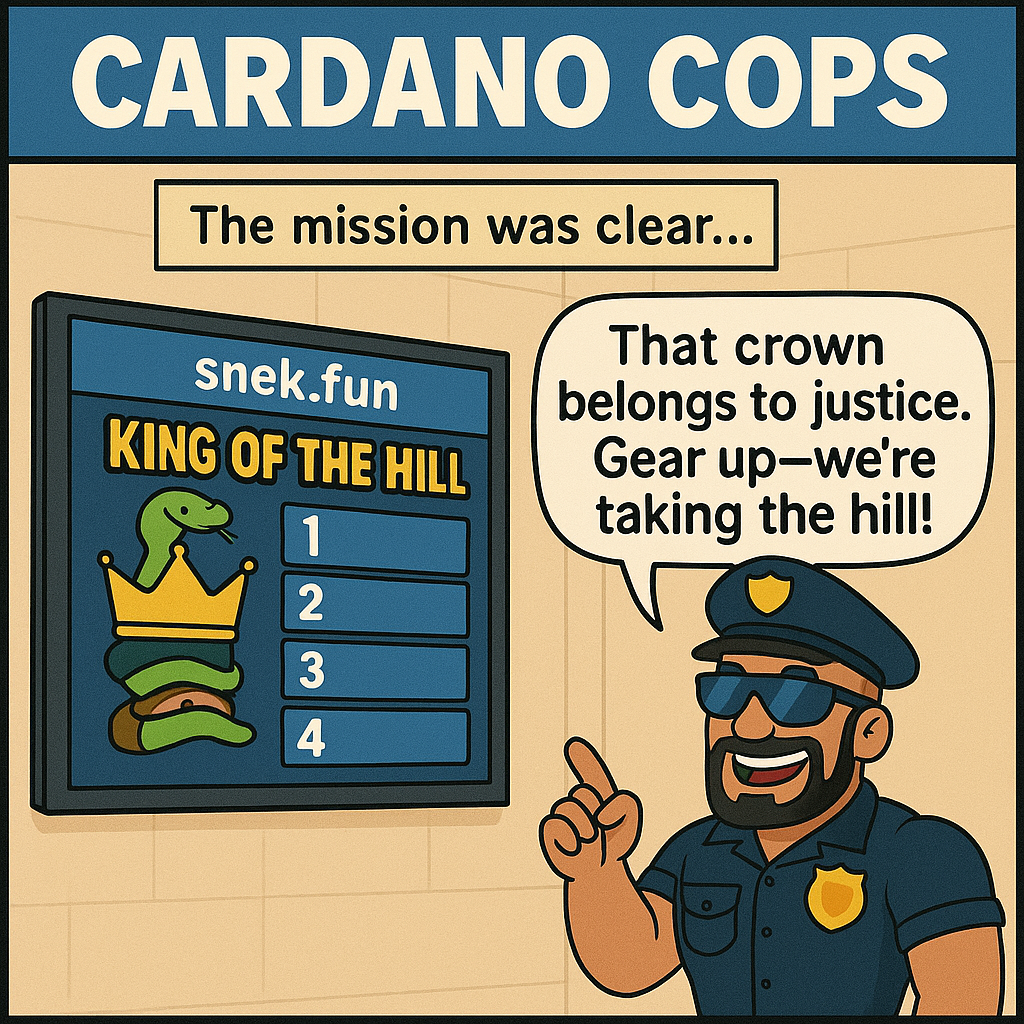 CARDANO COPS
The mission was clear...
snek.fun
KING OF THE HILL
1
2
3
4
That crown
belongs to justice.
Gear up—we're
taking the hill!